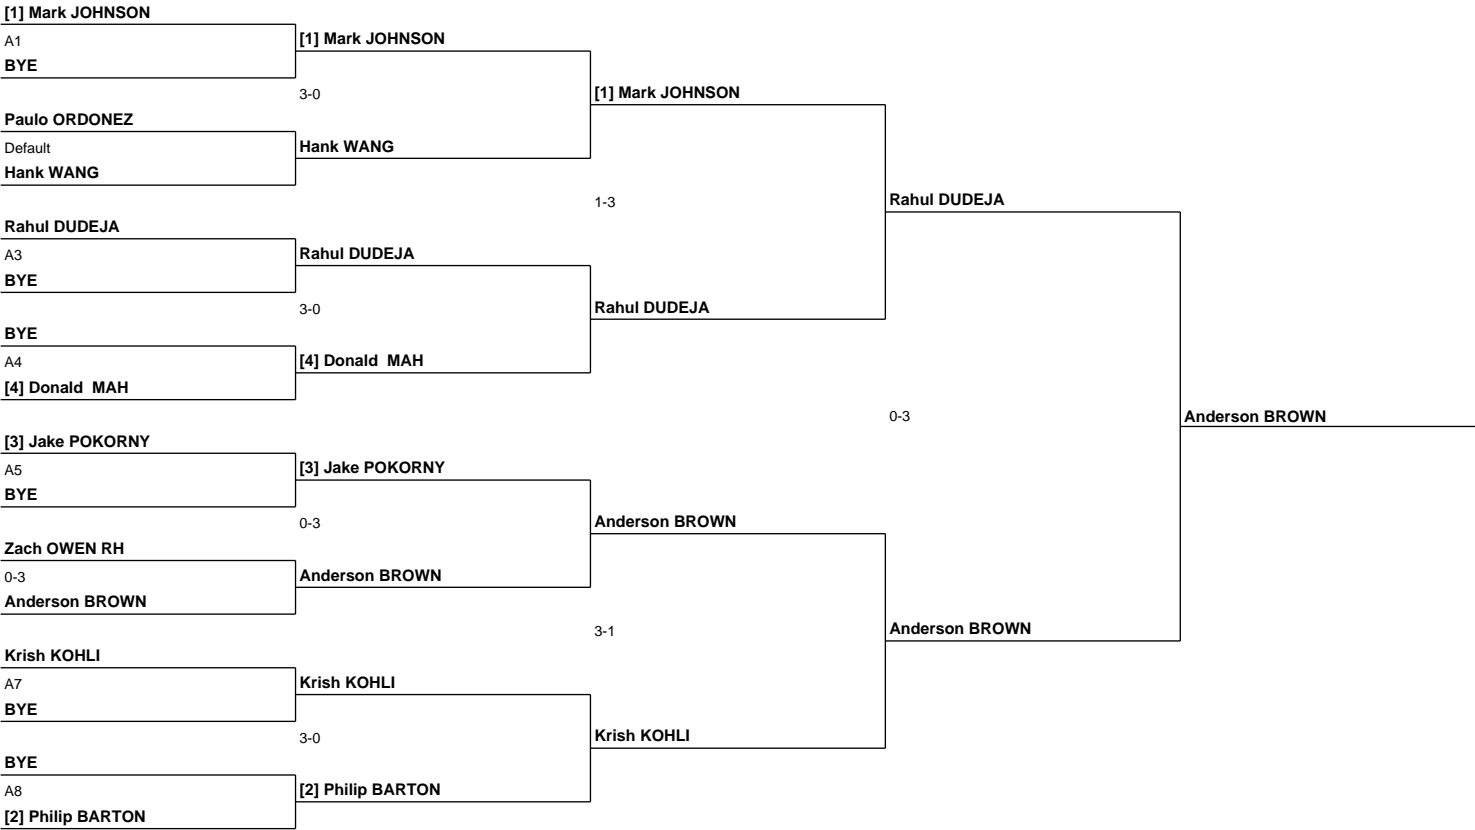 [1] Mark JOHNSON
A1
BYE
Paulo ORDONEZ
Default
Hank WANG
Rahul DUDEJA
A3
BYE
BYE
A4
[4] Donald  MAH
[3] Jake POKORNY
A5
BYE
Zach OWEN RH
0-3
Anderson BROWN
Krish KOHLI
A7
BYE
BYE
A8
[2] Philip BARTON
[1] Mark JOHNSON
3-0
Hank WANG
Rahul DUDEJA
3-0
[4] Donald  MAH
[3] Jake POKORNY
0-3
Anderson BROWN
Krish KOHLI
3-0
[2] Philip BARTON
[1] Mark JOHNSON
1-3
Rahul DUDEJA
Anderson BROWN
3-1
Krish KOHLI
Rahul DUDEJA
0-3
Anderson BROWN
Anderson BROWN